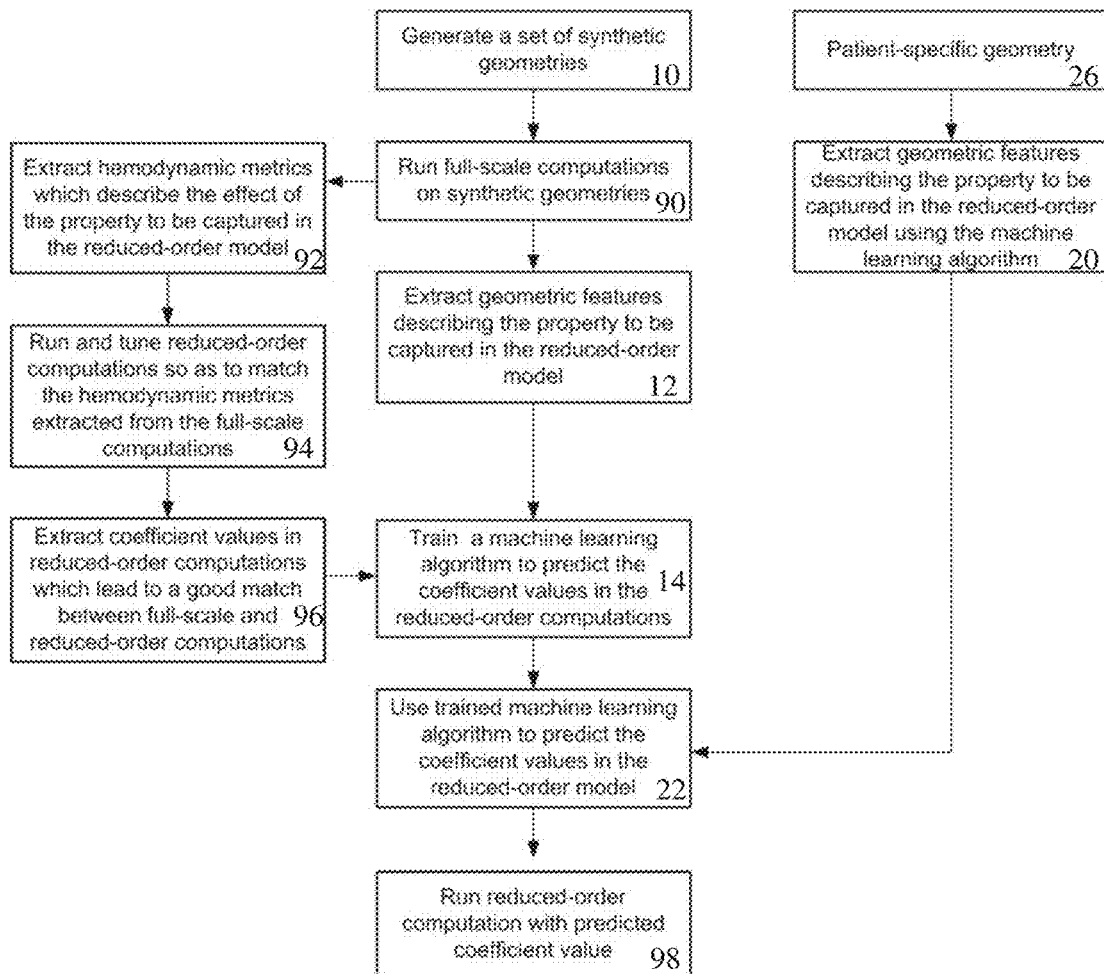 Generate a set of synthetic
geometries
10
Patient-specific geometry
26
Extract hemodynamic metrics
which describe the effect of
the property to be captured in
the reduced-order model
92
Run full-scale computations
on synthetic geometries
90
Extract geometric features
describing the property to be
captured in the reduced-order
model using the machine
learning algorithm
20
Run and tune reduced-order
computations so as to match
the hemodynamic metrics
extracted from the full-scale
computations
94
Extract geometric features
describing the property to be
captured in the reduced-order
model
12
Extract coefficient values in
reduced-order computations
which lead to a good match
between full-scale and
reduced-order computations
96
Train a machine learning
algorithm to predict the
coefficient values in the
reduced-order computations
14
Use trained machine learning
algorithm to predict the
coefficient values in the
reduced-order model
22
Run reduced-order
computation with predicted
coefficient value
98